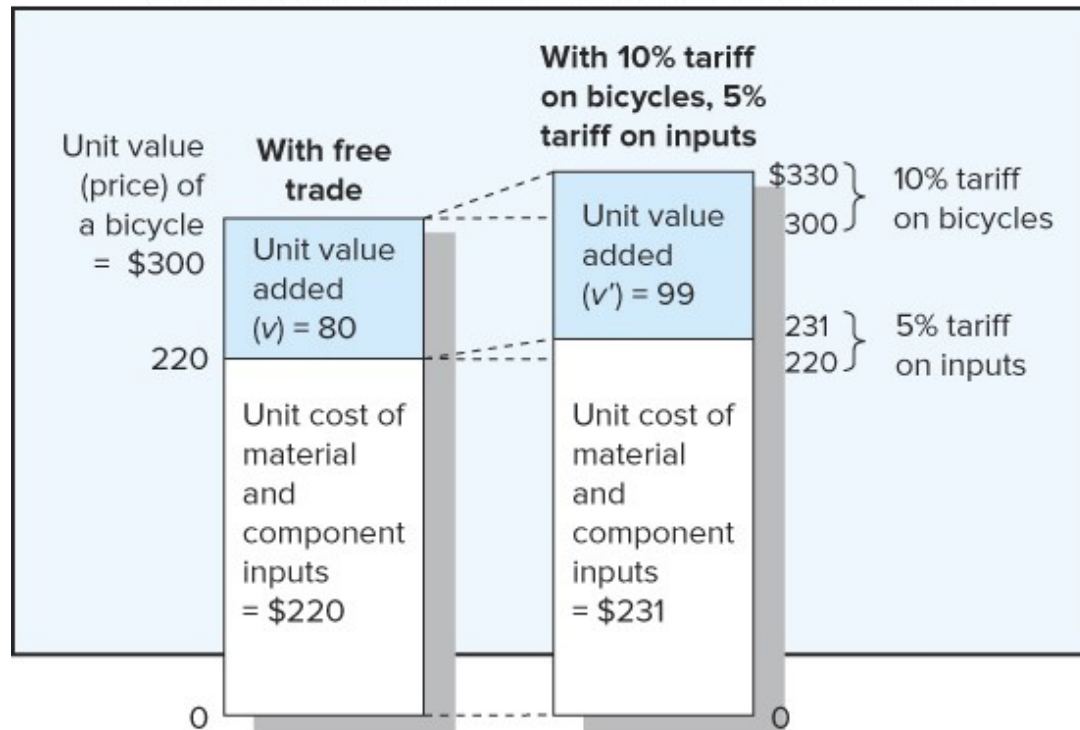 Unit value
(price) of
a bicycle
= $300
220
0
With free
trade
Unit value
added
(v) = 80
Unit cost of
material
and
component
inputs
= $220
With 10% tariff
on bicycles, 5%
tariff on inputs
Unit value
added
(v′) = 99
Unit cost of
material
and
component
inputs
= $231
$330
300
10% tariff
on bicycles
231
220
5% tariff
on inputs
0